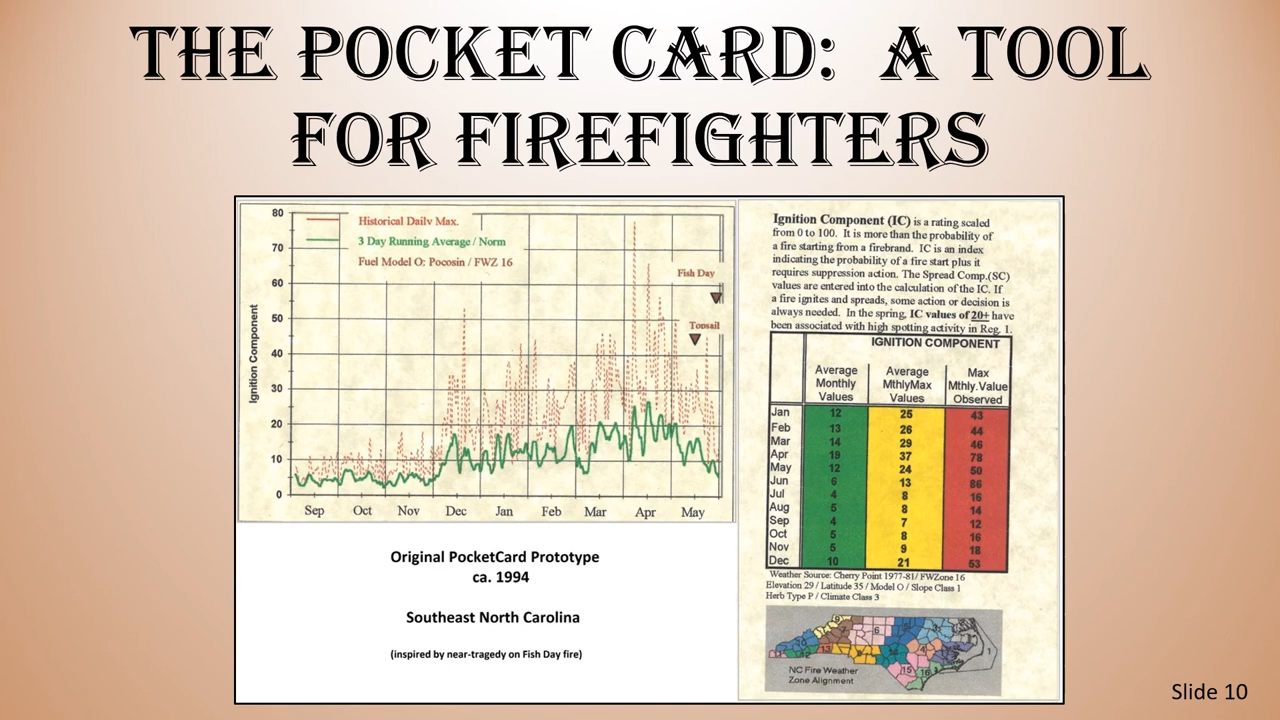 THE POCKET CARD: A TOOL
FOR FIREFIGHTERS
80
70
60
50
40
30
20
10
0
Ignition Component
Historical Daily Max.
3 Day Running Average / Norm
Fuel Model O: Pocosin / FWZ 16
Fish Day
Topsail
Sep Oct Nov Dec Jan Feb Mar Apr May
Original PocketCard Prototype
ca. 1994
Southeast North Carolina
(inspired by near-tragedy on Fish Day fire)
Ignition Component (IC) is a rating scaled
from 0 to 100. It is more than the probability of
a fire starting from a firebrand. IC is an index
indicating the probability of a fire start plus it
requires suppression action. The Spread Comp.(SC)
values are entered into the calculation of the IC. If
a fire ignites and spreads, some action or decision is
always needed. In the spring, IC values of 20+ have
been associated with high spotting activity in Reg. 1.
IGNITION COMPONENT
Average Average Max
Monthly MthlyMax Mthly.Value
Values Values Observed
Jan 12 25 43
Feb 13 26 44
Mar 14 29 46
Apr 19 37 78
May 12 24 50
Jun 6 13 86
Jul 4 8 16
Aug 5 8 14
Sep 4 7 12
Oct 5 8 16
Nov 5 9 18
Dec 10 21 53
Weather Source: Cherry Point 1977-81/ FWZone 16
Elevation 29 / Latitude 35 / Model O / Slope Class 1
Herb Type P / Climate Class 3
6
15
16
1
13
NC Fire Weather
Zone Alignment
Slide 10